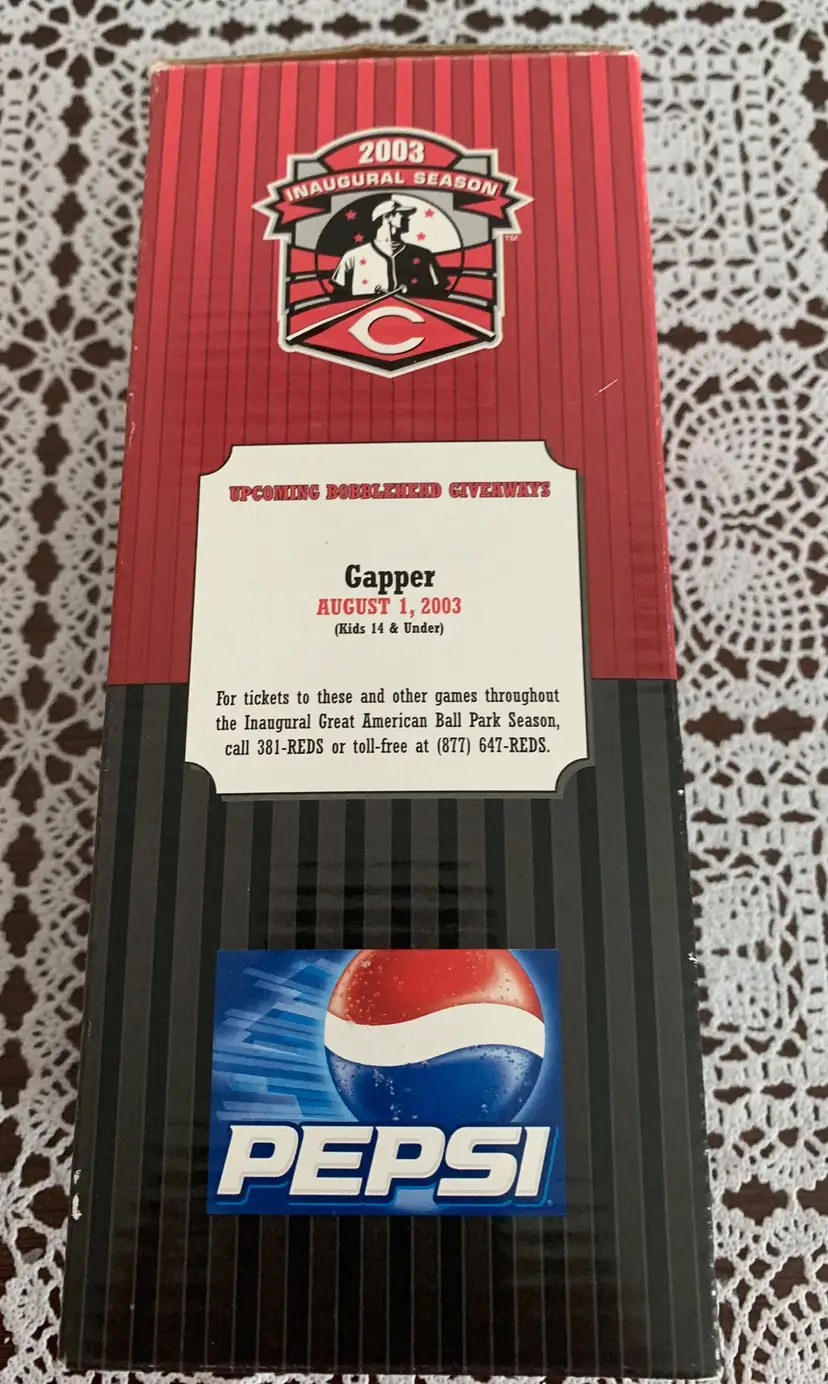 2003
INAUGURAL SEASON
TM
C
UPCOMING BOBBLEHEAD GIVEAWAYS
Gapper
AUGUST 1, 2003
(Kids 14 & Under)
For tickets to these and other games throughout
the Inaugural Great American Ball Park Season,
call 381-REDS or toll-free at (877) 647-REDS.
PEPSI